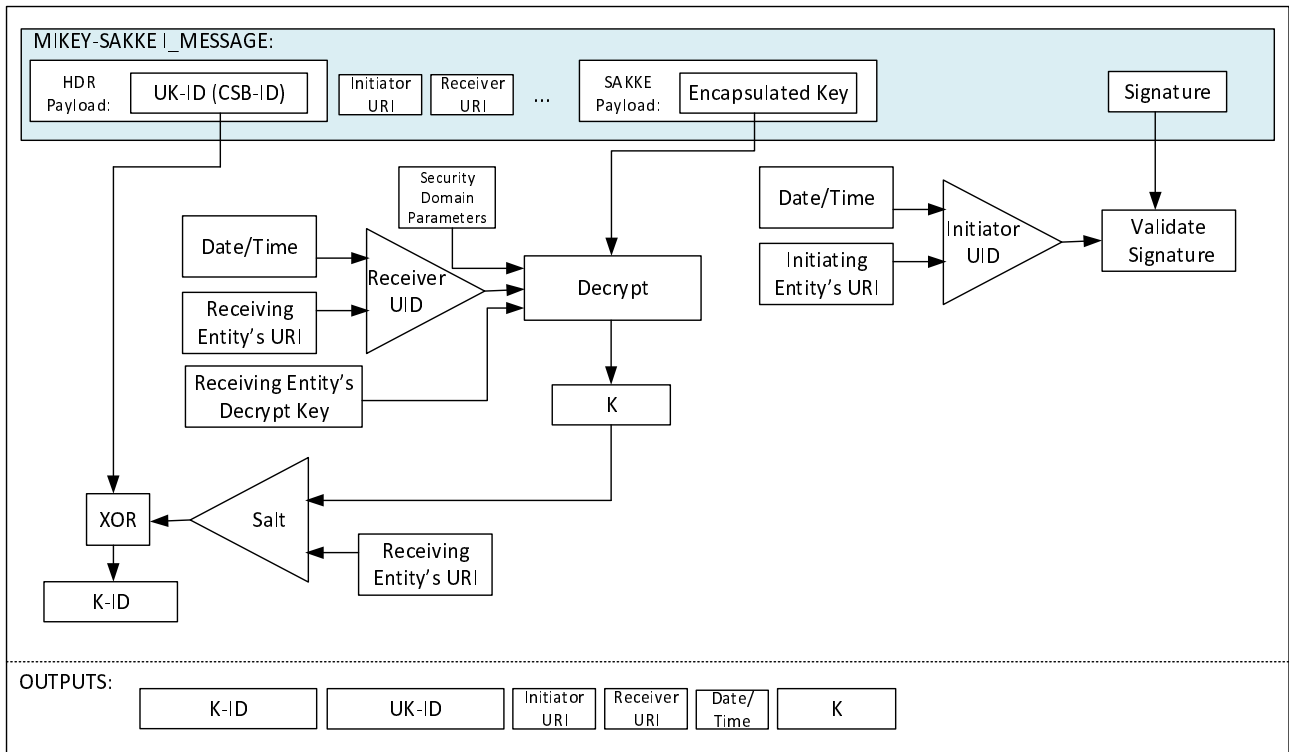 MIKEY-SAKKE I_MESSAGE:
HDR
Payload:
UK-ID (CSB-ID)
Initiator
URI
Receiver
URI
...
SAKKE
Payload:
Encapsulated Key
Signature
Security
Domain
Parameters
Date/Time
Receiving
Entity's URI
Receiver
UID
Receiving Entity's
Decrypt Key
Decrypt
K
Date/Time
Initiating
Entity's URI
Initiator
UID
Validate
Signature
XOR
Salt
Receiving
Entity's URI
K-ID
OUTPUTS:
K-ID
UK-ID
Initiator
URI
Receiver
URI
Date/
Time
K